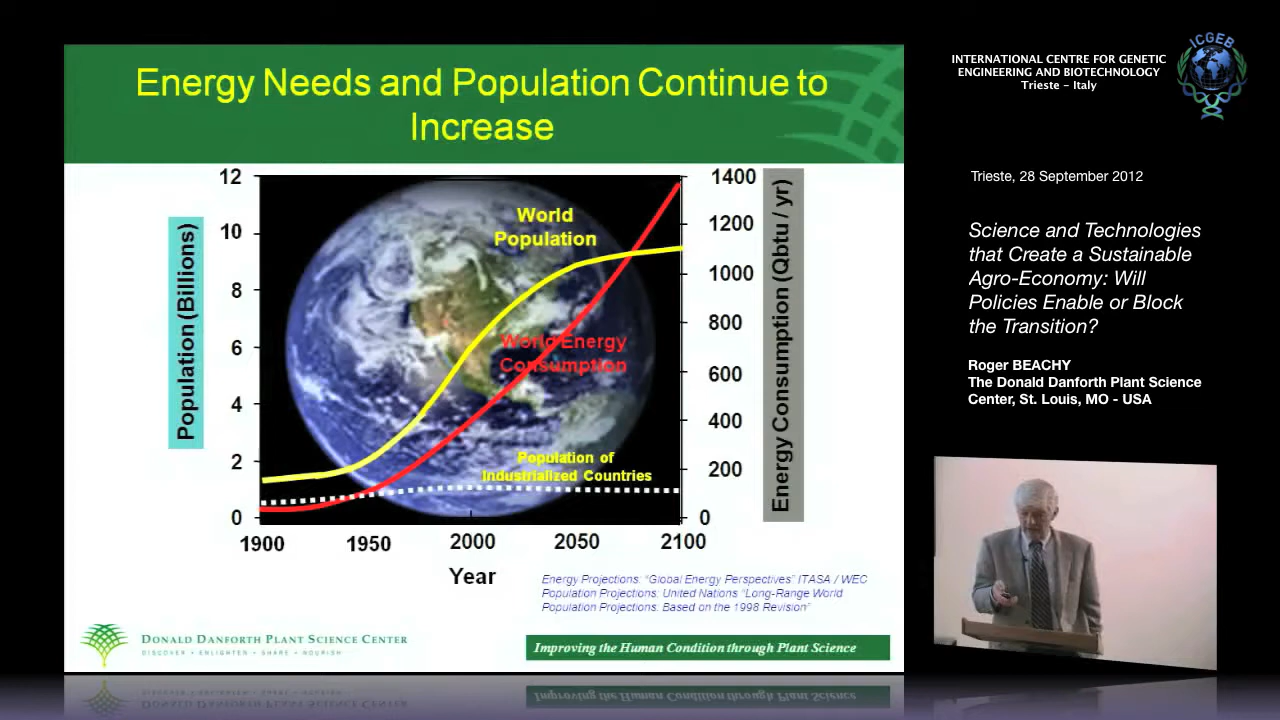 Energy Needs and Population Continue to
Increase
12
10
8
6
4
2
0
Population (Billions)
World
Population
World Energy
Consumption
Population of
Industrialized Countries
1400
1200
1000
800
600
400
200
0
Energy Consumption (Qbtu / yr)
1900
1950
2000
2050
2100
Year
Energy Projections: “Global Energy Perspectives” ITASA / WEC
Population Projections: United Nations “Long-Range World
Population Projections: Based on the 1998 Revision”
DONALD DANFORTH PLANT SCIENCE CENTER
DISCOVER • ENLIGHTEN • SHARE • NOURISH
Improving the Human Condition through Plant Science
INTERNATIONAL CENTRE FOR GENETIC
ENGINEERING AND BIOTECHNOLOGY
Trieste - Italy
ICGEB
Trieste, 28 September 2012
Science and Technologies
that Create a Sustainable
Agro-Economy: Will
Policies Enable or Block
the Transition?
Roger BEACHY
The Donald Danforth Plant Science
Center, St. Louis, MO - USA